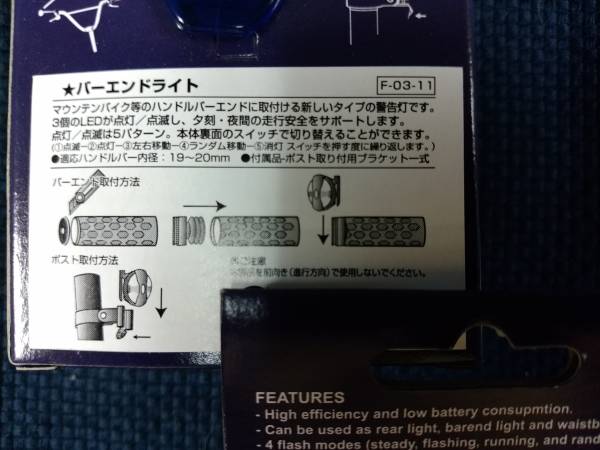 ★バーエンドライト
F-03-11
マウンテンバイク等のハンドルバーエンドに取付ける新しいタイプの警告灯です。
3個のLEDが点灯/点滅し、夕刻・夜間の走行安全をサポートします。
点灯/点滅は5パターン。本体裏面のスイッチで切り替えることができます。
(①点滅→②点灯→③左右移動→④ランダム移動→⑤消灯 スイッチを押す度に繰り返します。)
●適応ハンドルバー内径:19~20mm ●付属品-ポスト取り付用ブラケット一式
バーエンド取付方法
ポスト取付方法
ご注意
を前向き(進行方向)で使用しないでください。
FEATURES
- High efficiency and low battery consupmtion.
- Can be used as rear light, barend light and waistb
- 4 flash modes (steady, flashing, running, and rand